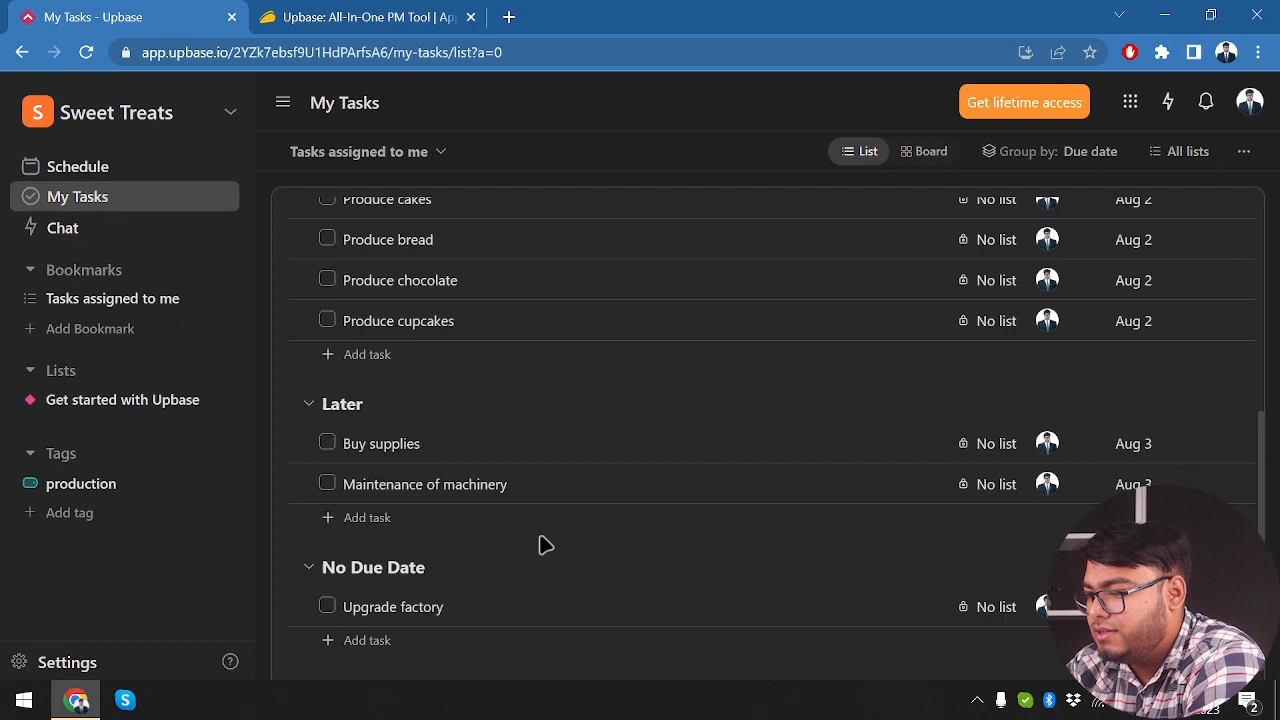 My Tasks - Upbase
Upbase: All-In-One PM Tool | Ap
app.upbase.io/2YZk7ebsf9U1HdPArfsA6/my-tasks/list?a=0
S Sweet Treats
My Tasks
Get lifetime access
Schedule
My Tasks
Chat
Bookmarks
Tasks assigned to me
Add Bookmark
Lists
Get started with Upbase
Tags
production
Add tag
Settings
Tasks assigned to me
List
Board
Group by: Due date
All lists
Produce cakes No list Aug 2
Produce bread No list Aug 2
Produce chocolate No list Aug 2
Produce cupcakes No list Aug 2
Add task
Later
Buy supplies No list Aug 3
Maintenance of machinery No list Aug 3
Add task
No Due Date
Upgrade factory No list
Add task
2